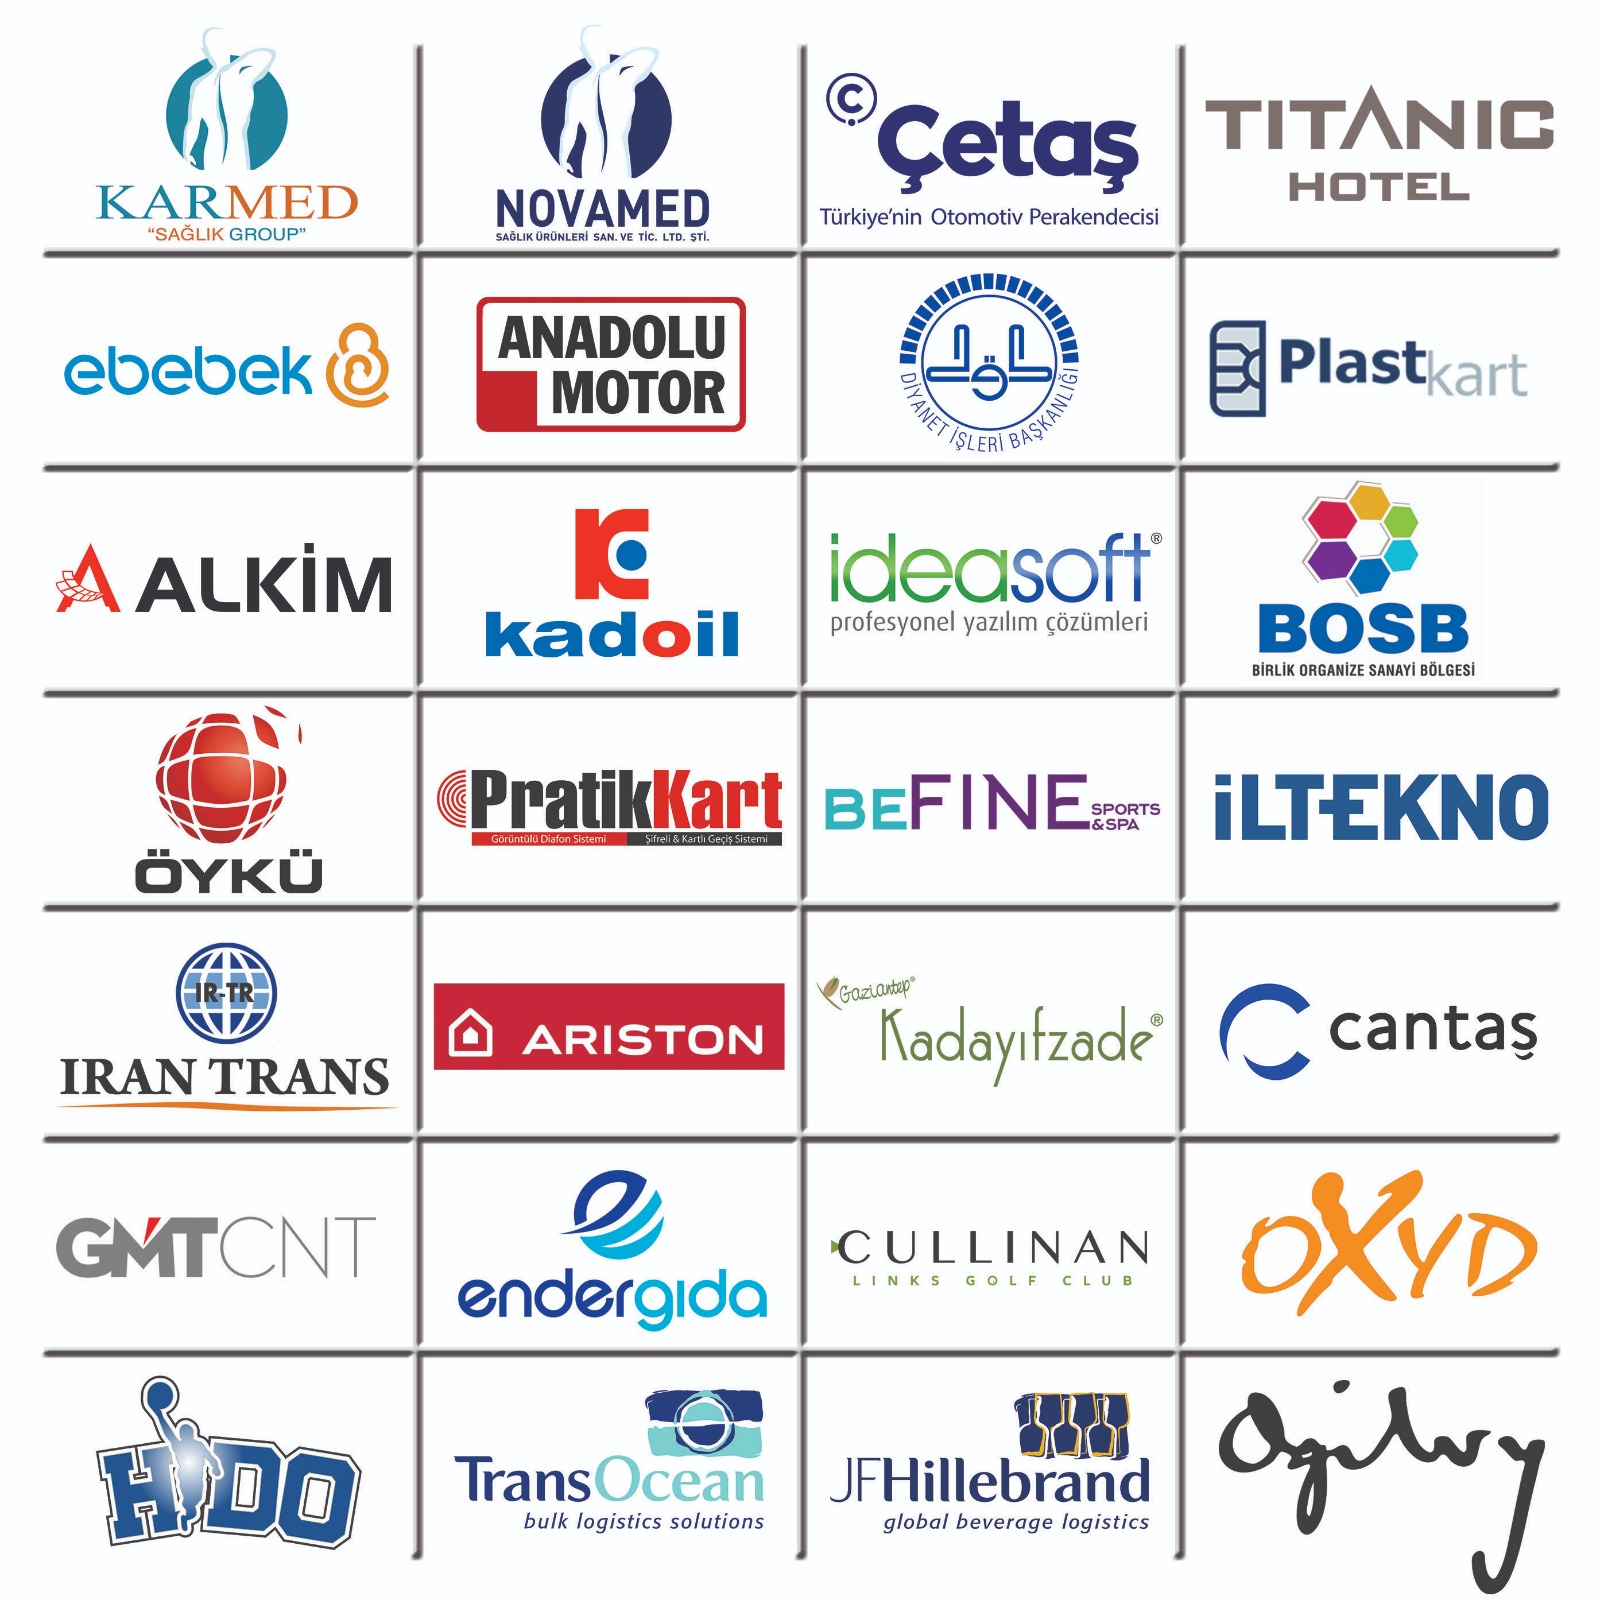 KARMED
"SAĞLIK GROUP"
NOVAMED
SAĞLIK ÜRÜNLERİ SAN. VE TİC. LTD. ŞTİ.
Ç
Çetaş
Türkiye'nin Otomotiv Perakendecisi
TITANIC
HOTEL
ebebek
ANADOLU
MOTOR
DİYANET İŞLERİ BAŞKANLIĞI
Plastkart
ALKİM
kadoil
ideasoft®
profesyonel yazılım çözümleri
BOSB
BİRLİK ORGANİZE SANAYİ BÖLGESİ
ÖYKÜ
PratikKart
Görüntülü Diafon Sistemi Şifreli & Kartlı Geçiş Sistemi
BEFINE SPORTS
&SPA
iLTEKNO
IR-TR
IRAN TRANS
ARISTON
Gaziantep®
Kadayıfzade®
cantaş
GMTCNT
endergıda
CULLINAN
LINKS GOLF CLUB
OXYD
HİDO
TransOcean
bulk logistics solutions
JFHillebrand
global beverage logistics
Ogilvy